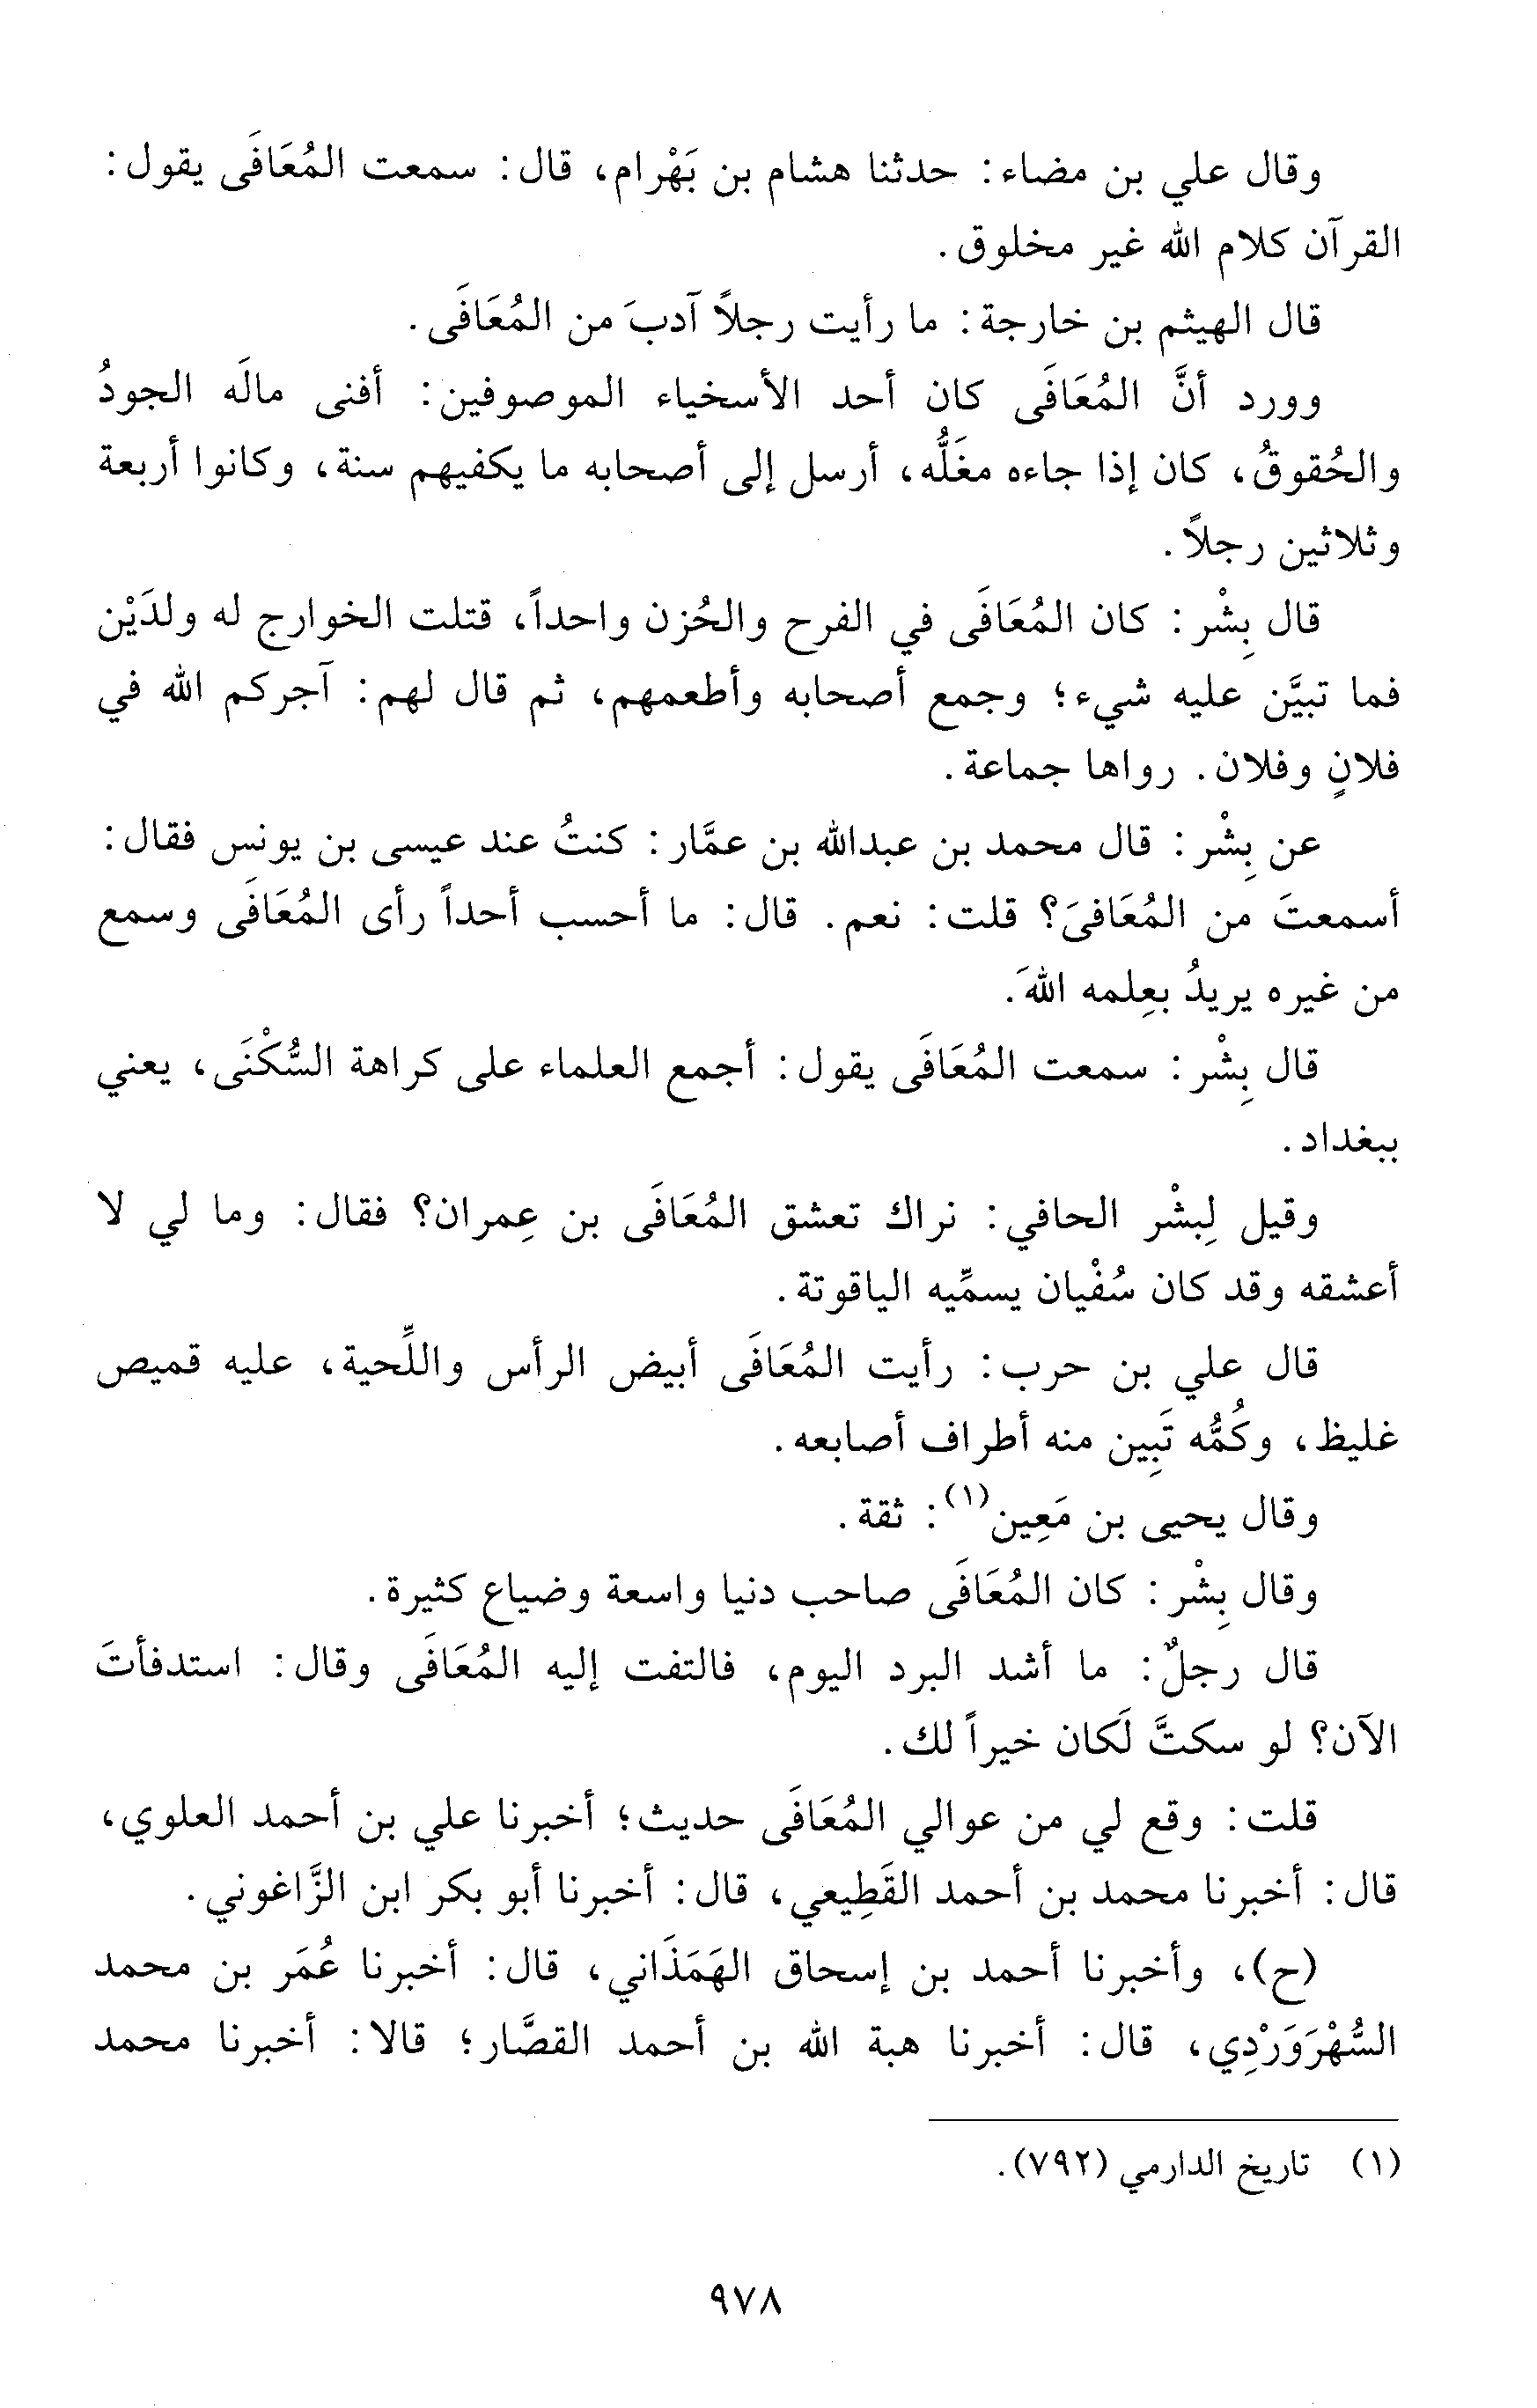 وقال علي بن مضاء: حدثنا هشام بن بَهْرام، قال: سمعت المُعَافَى يقول:
القرآن كلام الله غير مخلوق.
قال الهيثم بن خارجة: ما رأيت رجلاً آدبَ من المُعَافَى.
وورد أنَّ المُعَافَى كان أحد الأسخياء الموصوفين: أفنى مالَه الجودُ
والحُقوقُ، كان إذا جاءه مغَلُّه، أرسل إلى أصحابه ما يكفيهم سنة، وكانوا أربعة
وثلاثين رجلاً.
قال بِشْر: كان المُعَافَى في الفرح والحُزن واحداً، قتلت الخوارج له ولدَيْن
فما تبيَّن عليه شيء؛ وجمع أصحابه وأطعمهم، ثم قال لهم: آجركم الله في
فلانٍ وفلان. رواها جماعة.
عن بِشْر: قال محمد بن عبدالله بن عمَّار: كنتُ عند عيسى بن يونس فقال:
أسمعتَ من المُعَافىَ؟ قلت: نعم. قال: ما أحسب أحداً رأى المُعَافَى وسمع
من غيره يريدُ بعِلمه اللهَ.
قال بِشْر: سمعت المُعَافَى يقول: أجمع العلماء على كراهة السُّكْنَى، يعني
ببغداد.
وقيل لِبشْر الحافي: نراك تعشق المُعَافَى بن عِمران؟ فقال: وما لي لا
أعشقه وقد كان سُفْيان يسمِّيه الياقوتة.
قال علي بن حرب: رأيت المُعَافَى أبيض الرأس واللِّحية، عليه قميص
غليظ، وكُمُّه تَبِين منه أطراف أصابعه.
وقال يحيى بن مَعِين(١): ثقة.
وقال بِشْر: كان المُعَافَى صاحب دنيا واسعة وضياع كثيرة.
قال رجلٌ: ما أشد البرد اليوم، فالتفت إليه المُعَافَى وقال: استدفأتَ
الآن؟ لو سكتَّ لَكان خيراً لك.
قلت: وقع لي من عوالي المُعَافَى حديث؛ أخبرنا علي بن أحمد العلوي،
قال: أخبرنا محمد بن أحمد القَطِيعي، قال: أخبرنا أبو بكر ابن الزَّاغوني.
(ح)، وأخبرنا أحمد بن إسحاق الهَمَذَاني، قال: أخبرنا عُمَر بن محمد
السُّهْرَوَرْدِي، قال: أخبرنا هبة الله بن أحمد القصَّار؛ قالا: أخبرنا محمد
(١) تاريخ الدارمي (٧٩٢).
٩٧٨